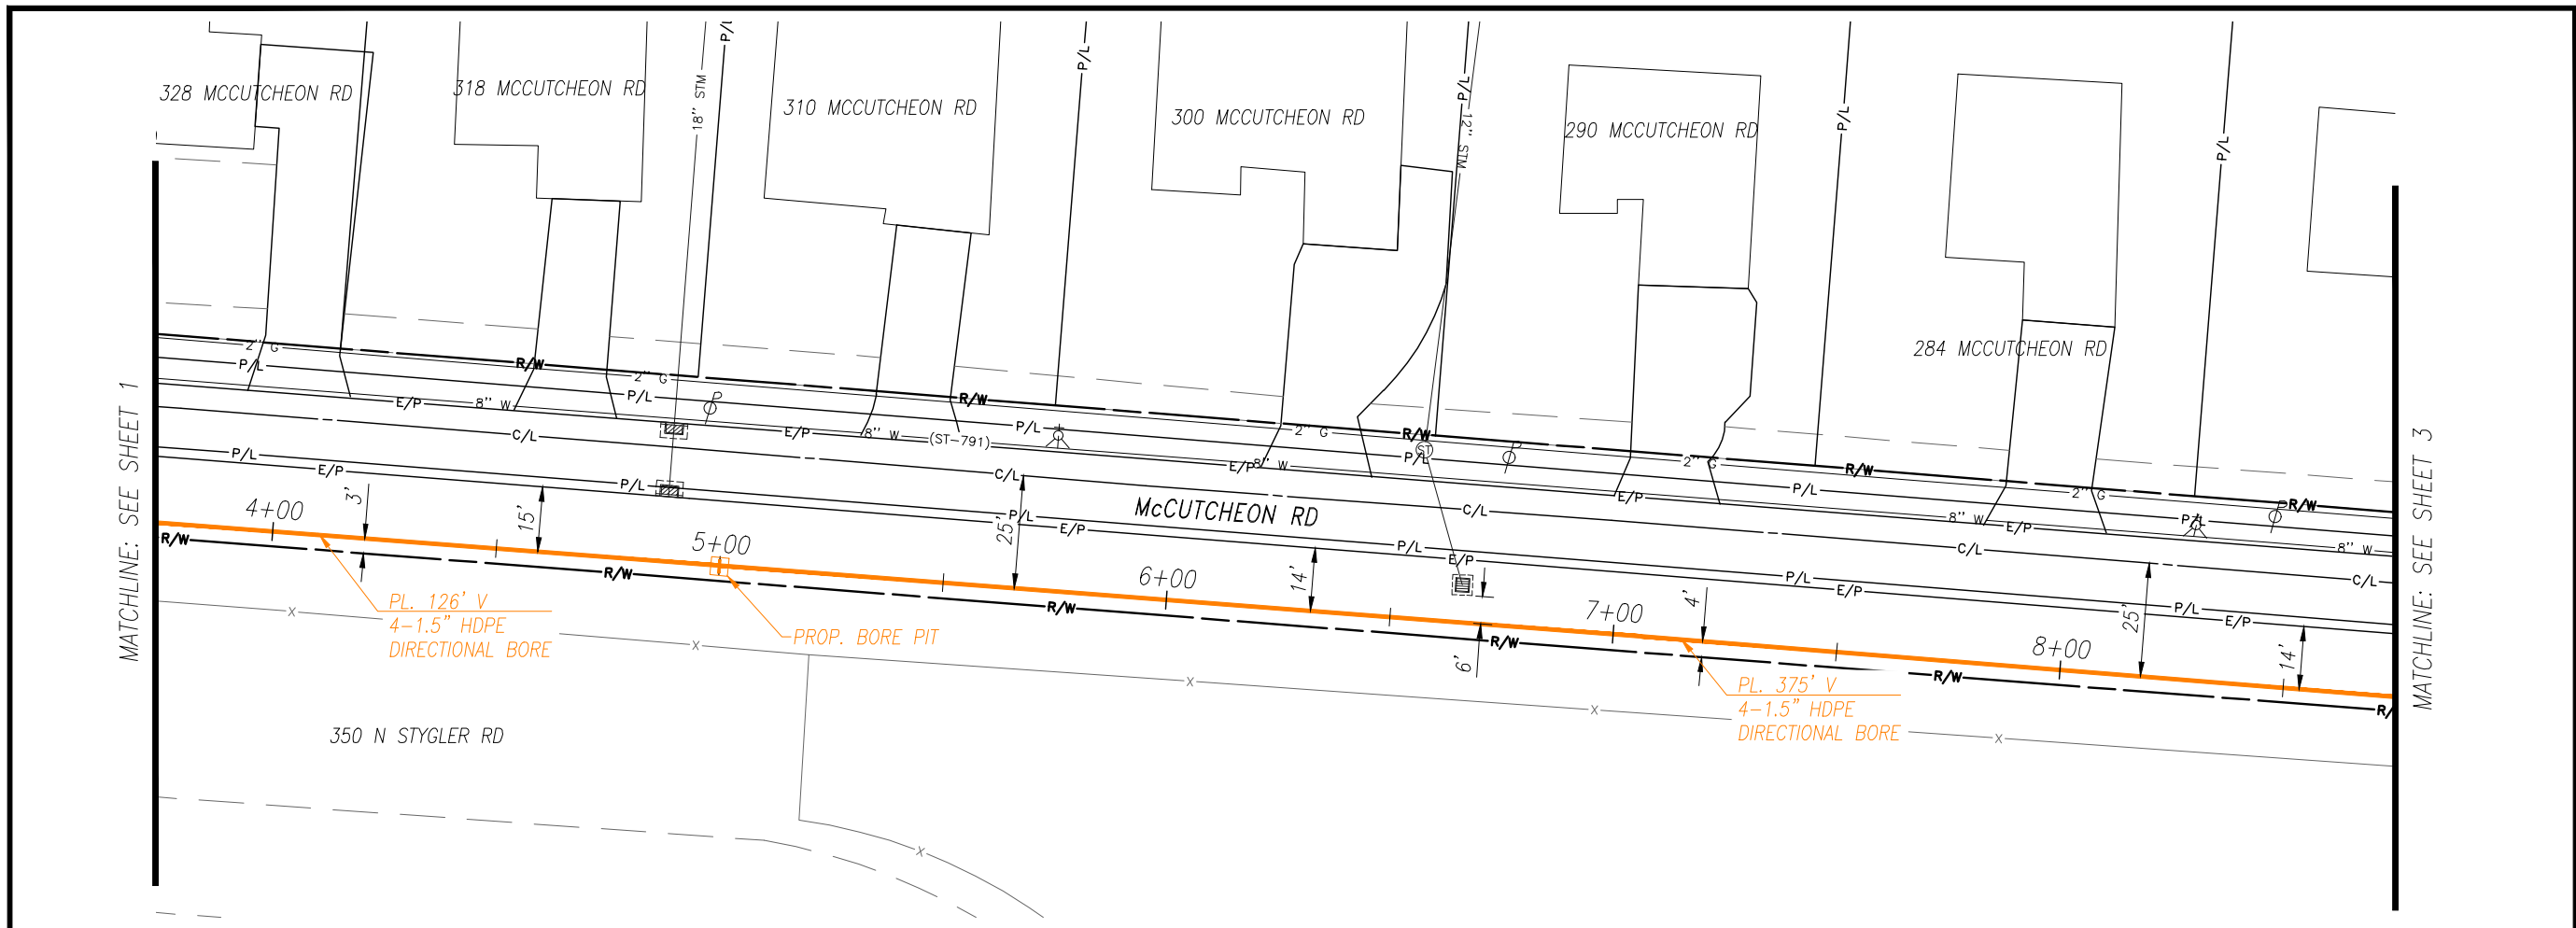 328 MCCUTCHEON RD
318 MCCUTCHEON RD
18" STM
P/L
310 MCCUTCHEON RD
P/L
300 MCCUTCHEON RD
P/L
12" STM
290 MCCUTCHEON RD
P/L
P/L
284 MCCUTCHEON RD
MATCHLINE: SEE SHEET 1
MATCHLINE: SEE SHEET 3
2" G
R/W
2" G
R/W
2" G
R/W
2" G
R/W
2" G
R/W
P/L
P/L
P/L
P/L
P/L
P/L
E/P
8" W
E/P
8" W
(ST-791)
E/P
8" W
ST
E/P
8" W
E/P
8" W
C/L
C/L
C/L
C/L
C/L
P/L
E/P
P/L
P/L
E/P
P/L
E/P
P/L
E/P
P/L
E/P
McCUTCHEON RD
4+00
3'
15'
5+00
25'
6+00
14'
6'
7+00
4'
8+00
25'
14'
R/W
R/W
R/W
R/W
R/W
R/
PL. 126' V
4-1.5" HDPE
DIRECTIONAL BORE
PROP. BORE PIT
PL. 375' V
4-1.5" HDPE
DIRECTIONAL BORE
X
X
X
X
X
X
350 N STYGLER RD